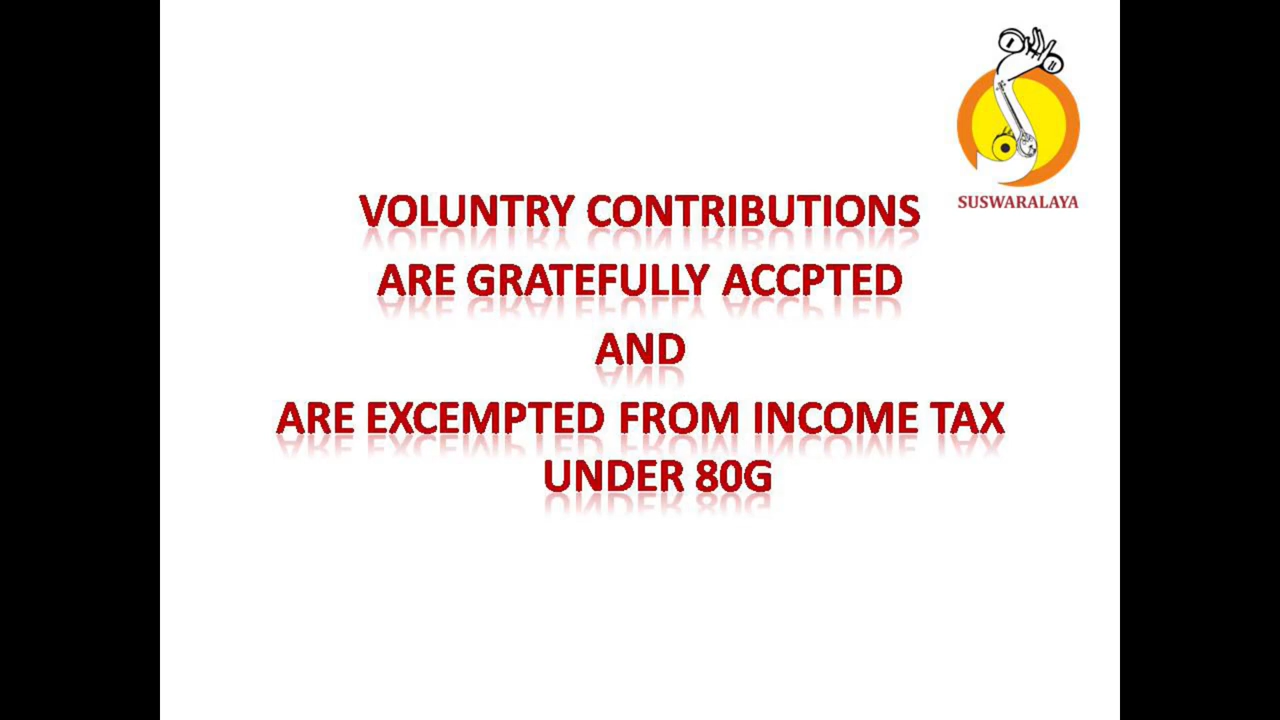 SUSWARALAYA
VOLUNTRY CONTRIBUTIONS
ARE GRATEFULLY ACCPTED
AND
ARE EXCEMPTED FROM INCOME TAX
UNDER 80G